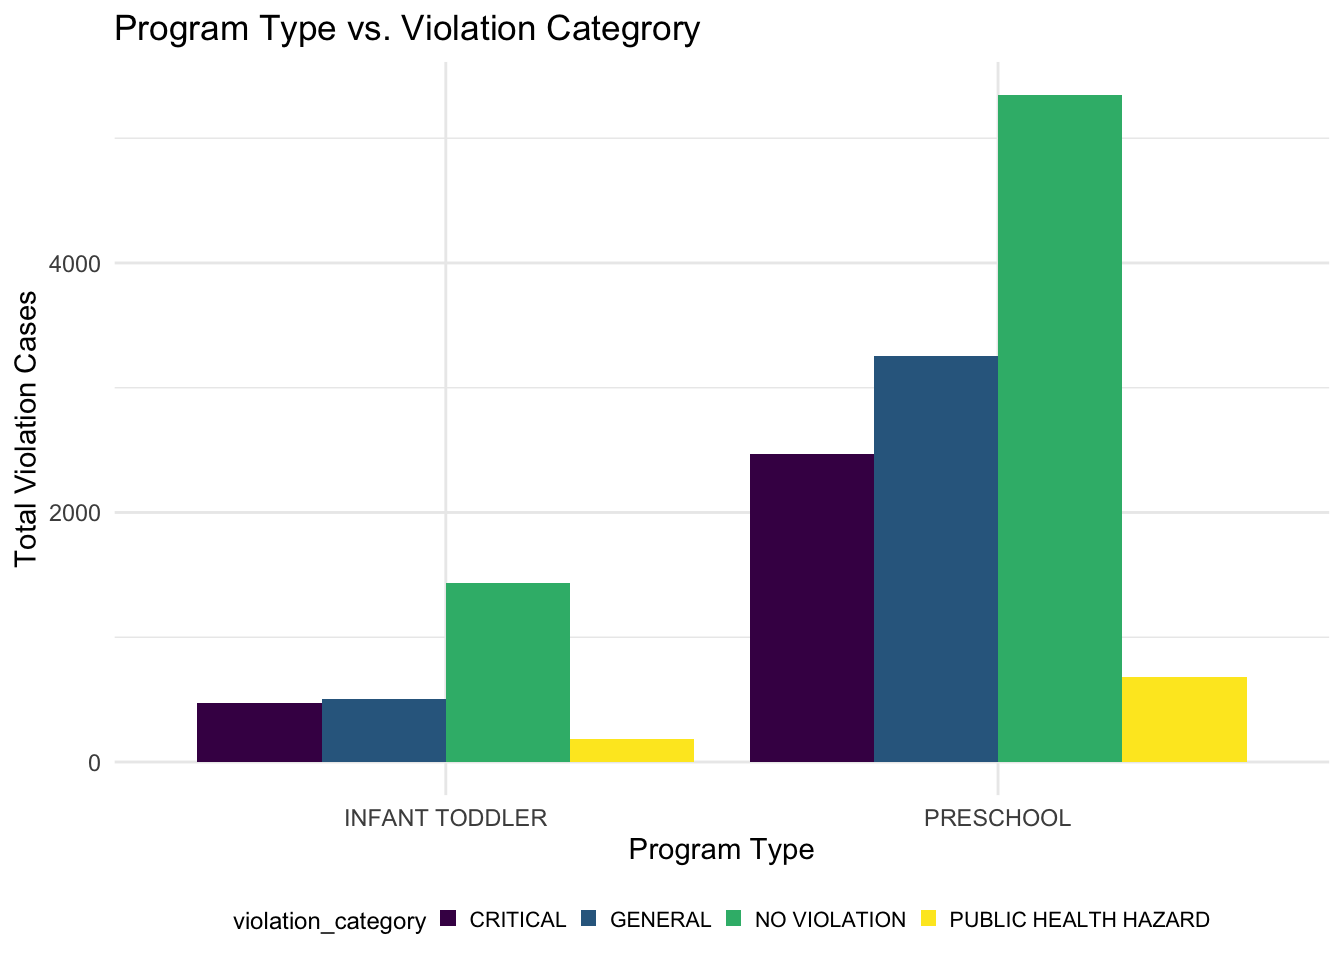 Program Type vs. Violation Categrory
Total Violation Cases
4000
2000
0
INFANT TODDLER
PRESCHOOL
Program Type
violation_category CRITICAL GENERAL NO VIOLATION PUBLIC HEALTH HAZARD